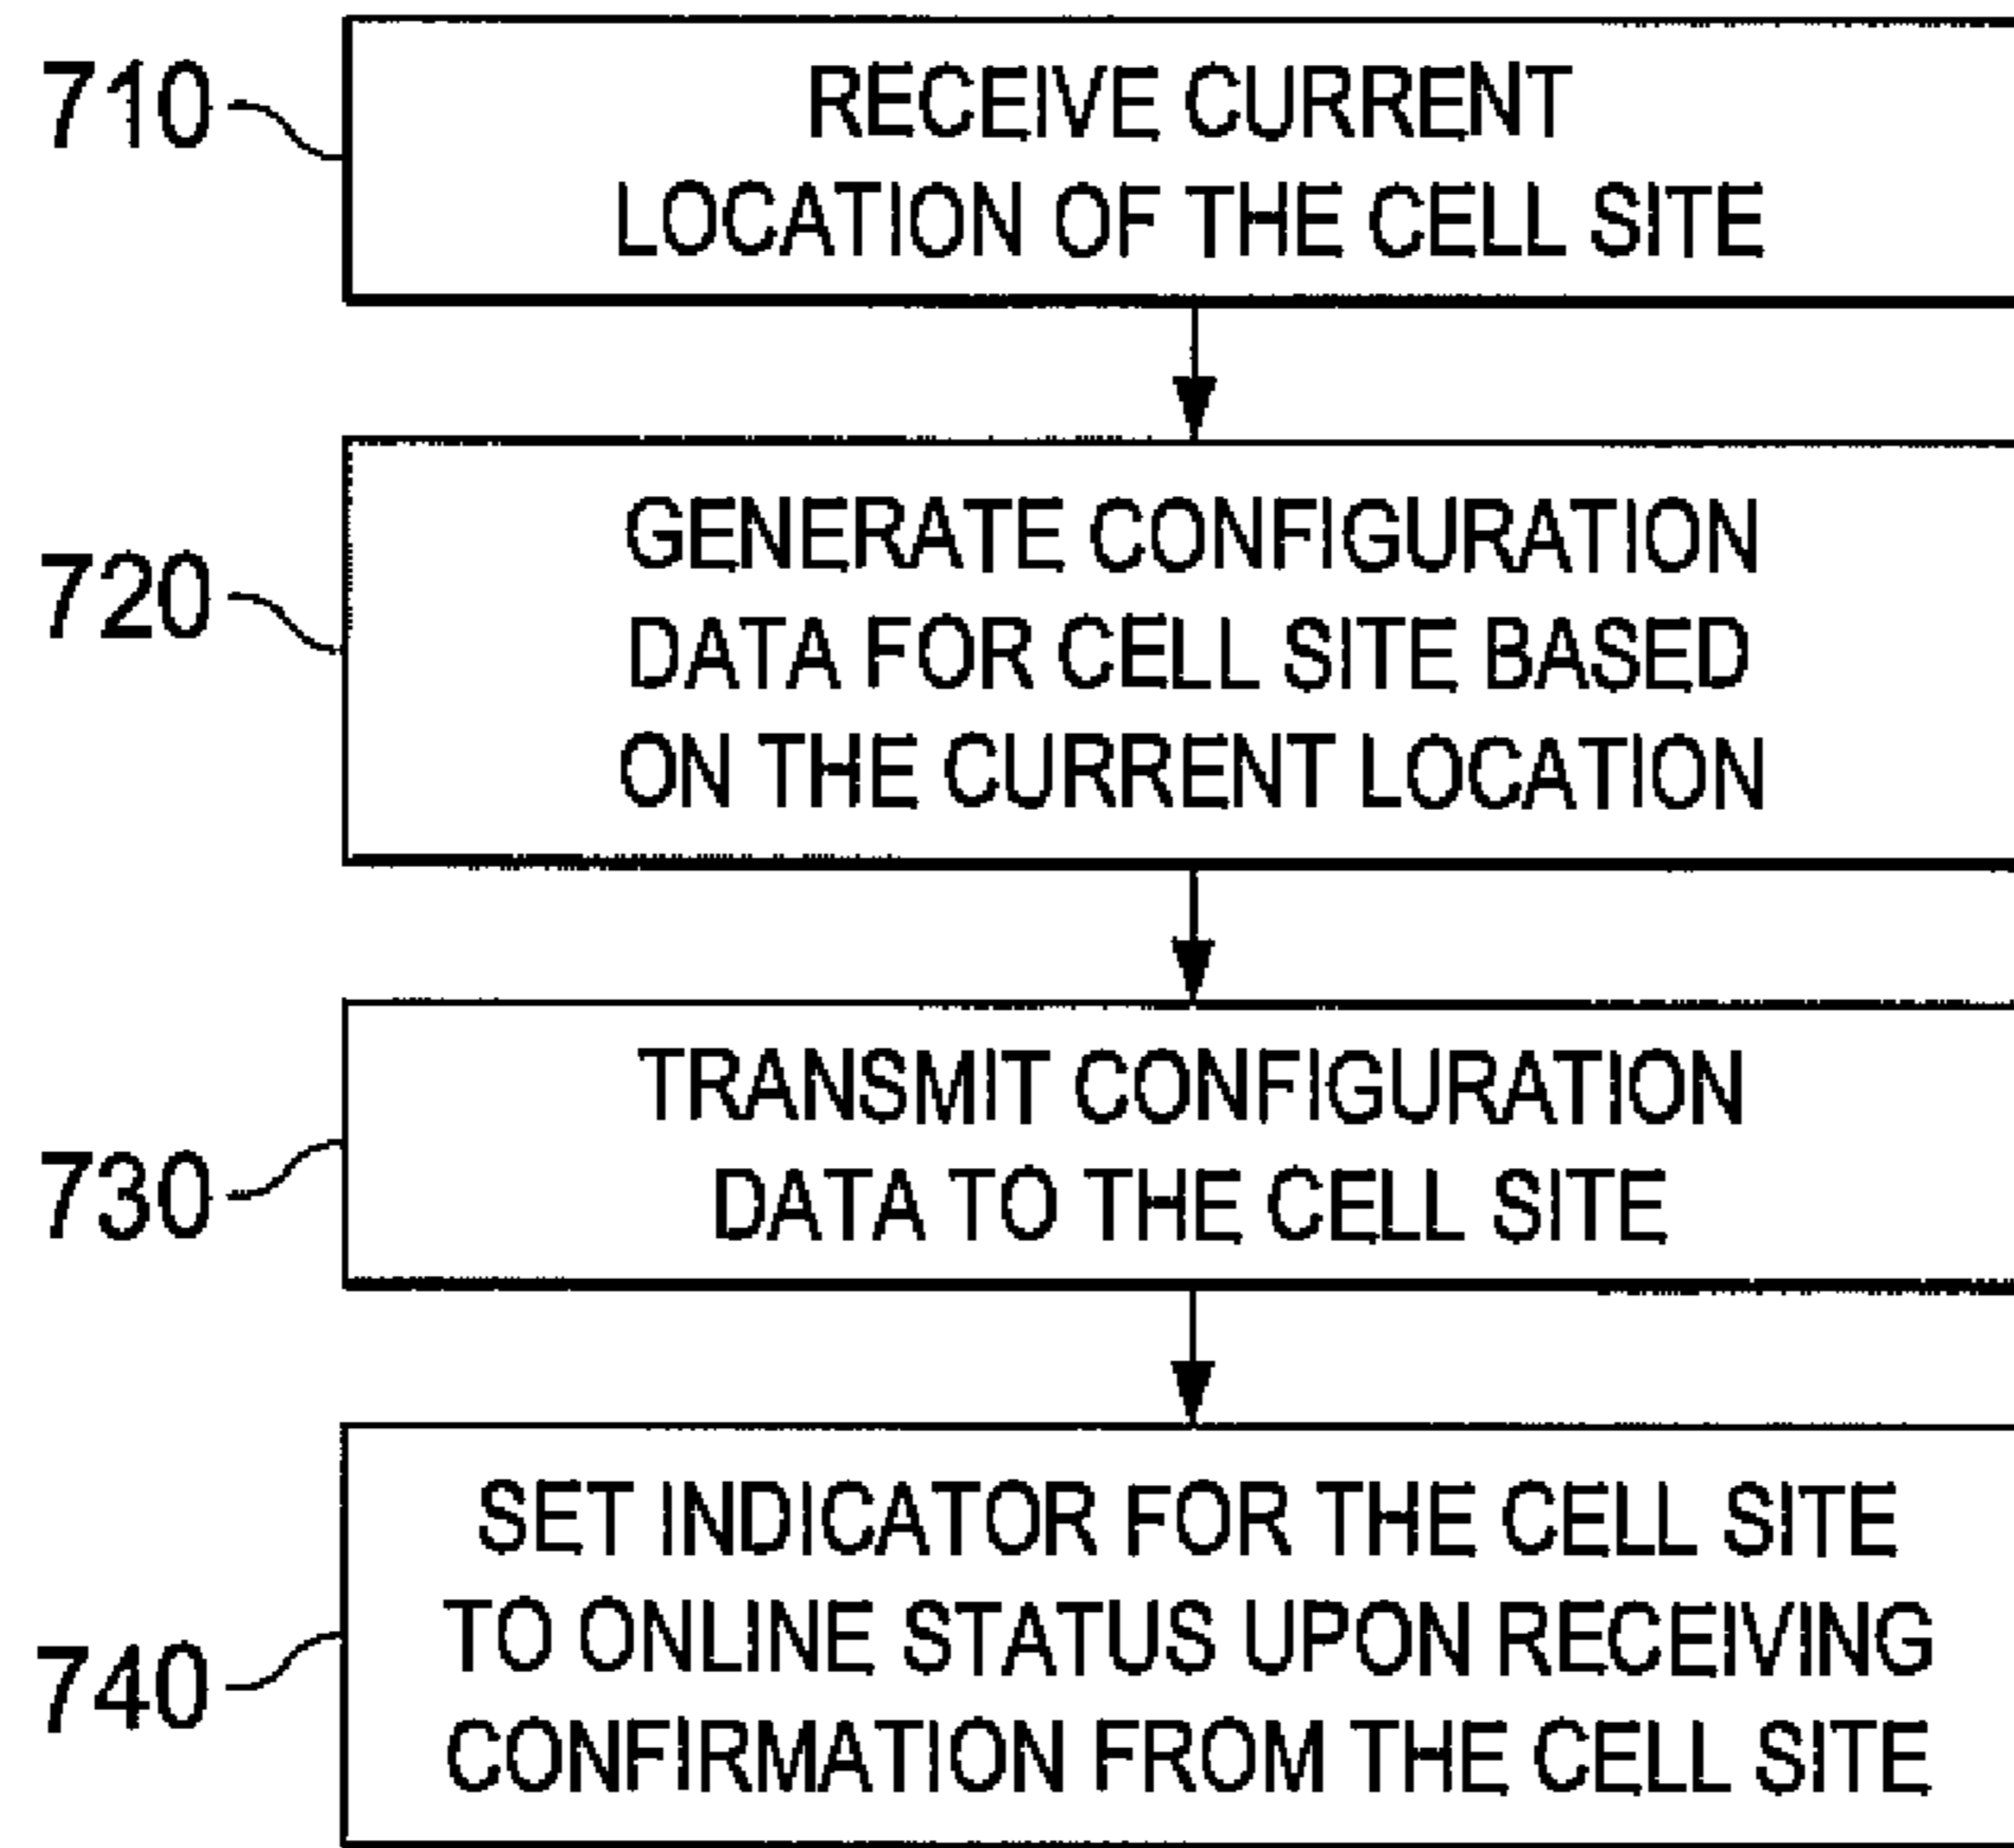 710
RECEIVE CURRENT
LOCATION OF THE CELL SITE
720
GENERATE CONFIGURATION
DATA FOR CELL SITE BASED
ON THE CURRENT LOCATION
730
TRANSMIT CONFIGURATION
DATA TO THE CELL SITE
740
SET INDICATOR FOR THE CELL SITE
TO ONLINE STATUS UPON RECEIVING
CONFIRMATION FROM THE CELL SITE